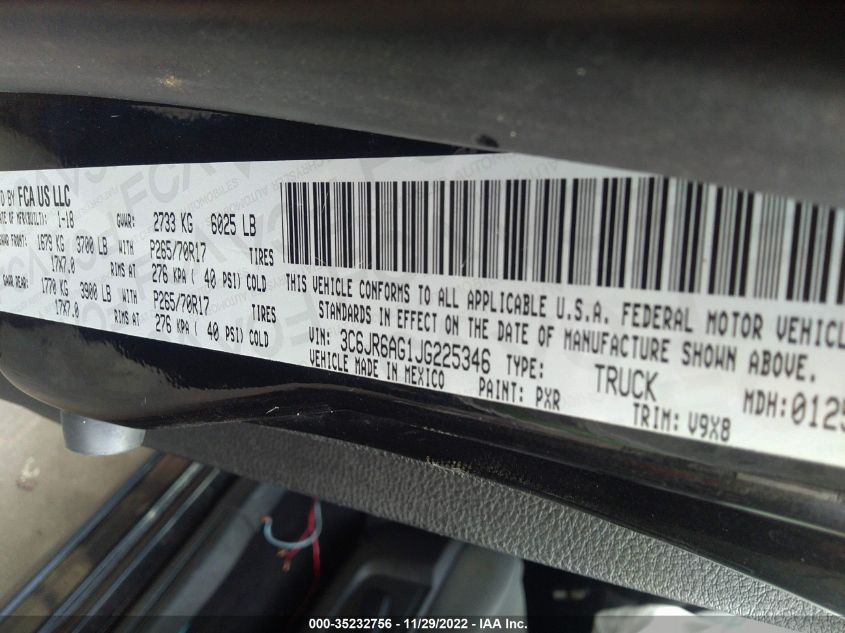 D BY FCA US LLC
DATE OF MFR(BUILT): 1-18 GVWR: 2733 KG 6025 LB
GAWR FRONT: 1679 KG 3700 LB WITH P265/70R17 TIRES
17X7.0 RIMS AT 276 KPA ( 40 PSI) COLD
GAWR REAR: 1770 KG 3900 LB WITH P265/70R17 TIRES
17X7.0 RIMS AT 276 KPA ( 40 PSI) COLD
THIS VEHICLE CONFORMS TO ALL APPLICABLE U.S.A. FEDERAL MOTOR VEHICL
STANDARDS IN EFFECT ON THE DATE OF MANUFACTURE SHOWN ABOVE.
VIN: 3C6JR6AG1JG225346 TYPE: TRUCK MDH:0125
VEHICLE MADE IN MEXICO PAINT: PXR TRIM: V9X8
000-35232756 - 11/29/2022 - IAA Inc.